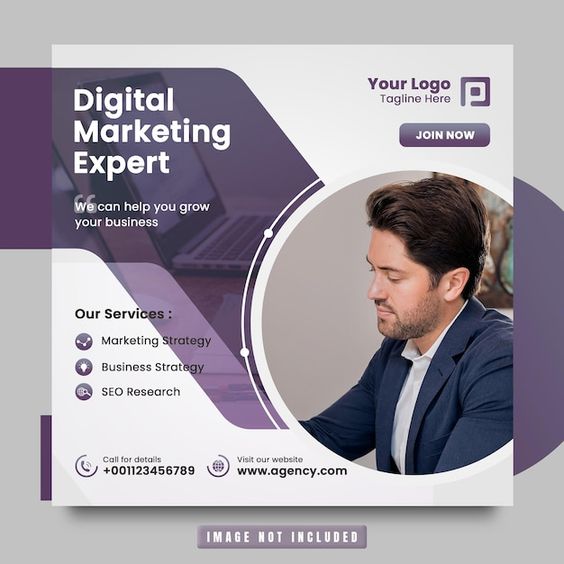 Digital
Marketing
Expert
We can help you grow
your business
Your Logo
Tagline Here
JOIN NOW
Our Services :
Marketing Strategy
Business Strategy
SEO Research
Call for details
+001123456789
Visit our website
www.agency.com
IMAGE NOT INCLUDED